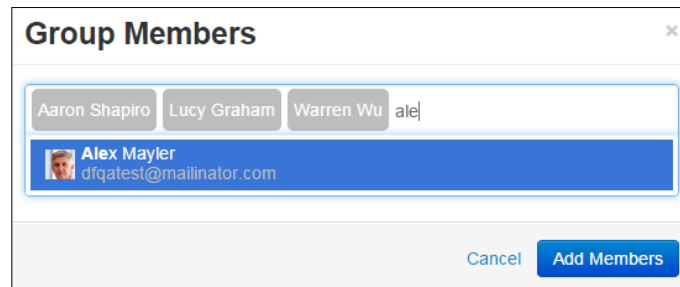 Group Members ×
Aaron Shapiro Lucy Graham Warren Wu ale
Alex Mayler
dfqatest@mailinator.com
Cancel Add Members